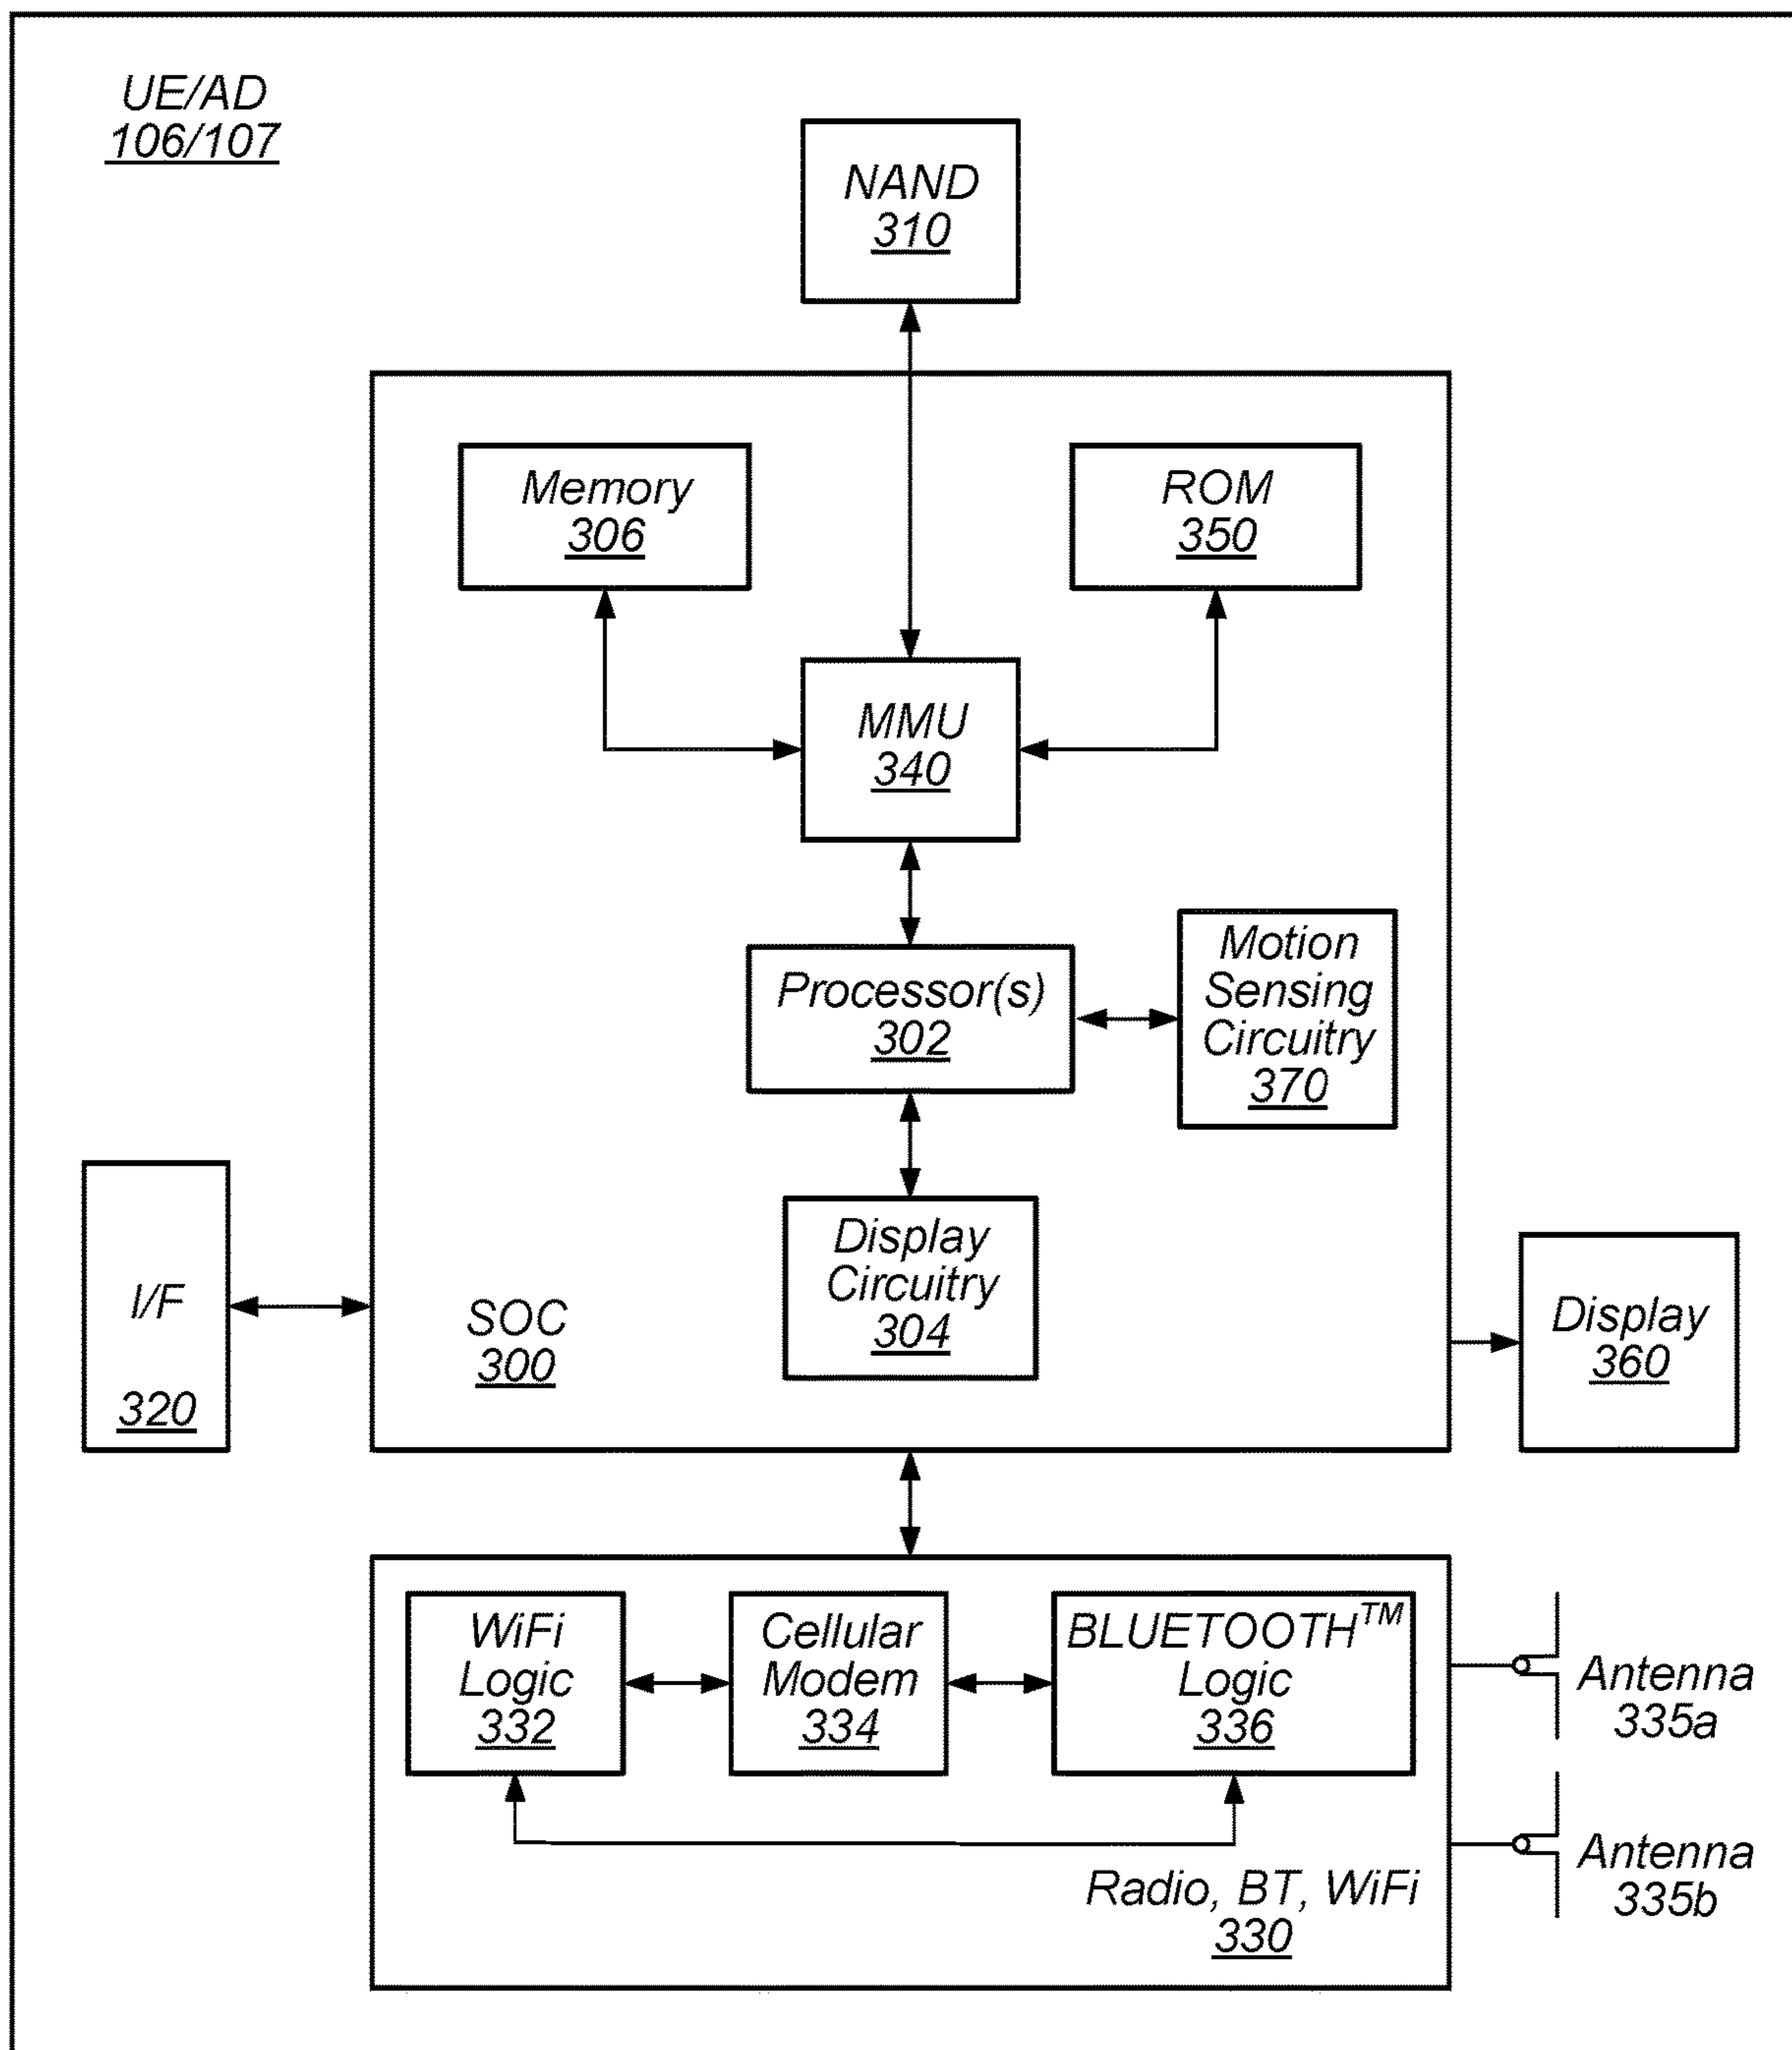 UE/AD
106/107
NAND
310
Memory
306
ROM
350
MMU
340
Processor(s)
302
Motion
Sensing
Circuitry
370
Display
Circuitry
304
I/F
320
SOC
300
Display
360
WiFi
Logic
332
Cellular
Modem
334
BLUETOOTH™
Logic
336
Antenna
335a
Antenna
335b
Radio, BT, WiFi
330